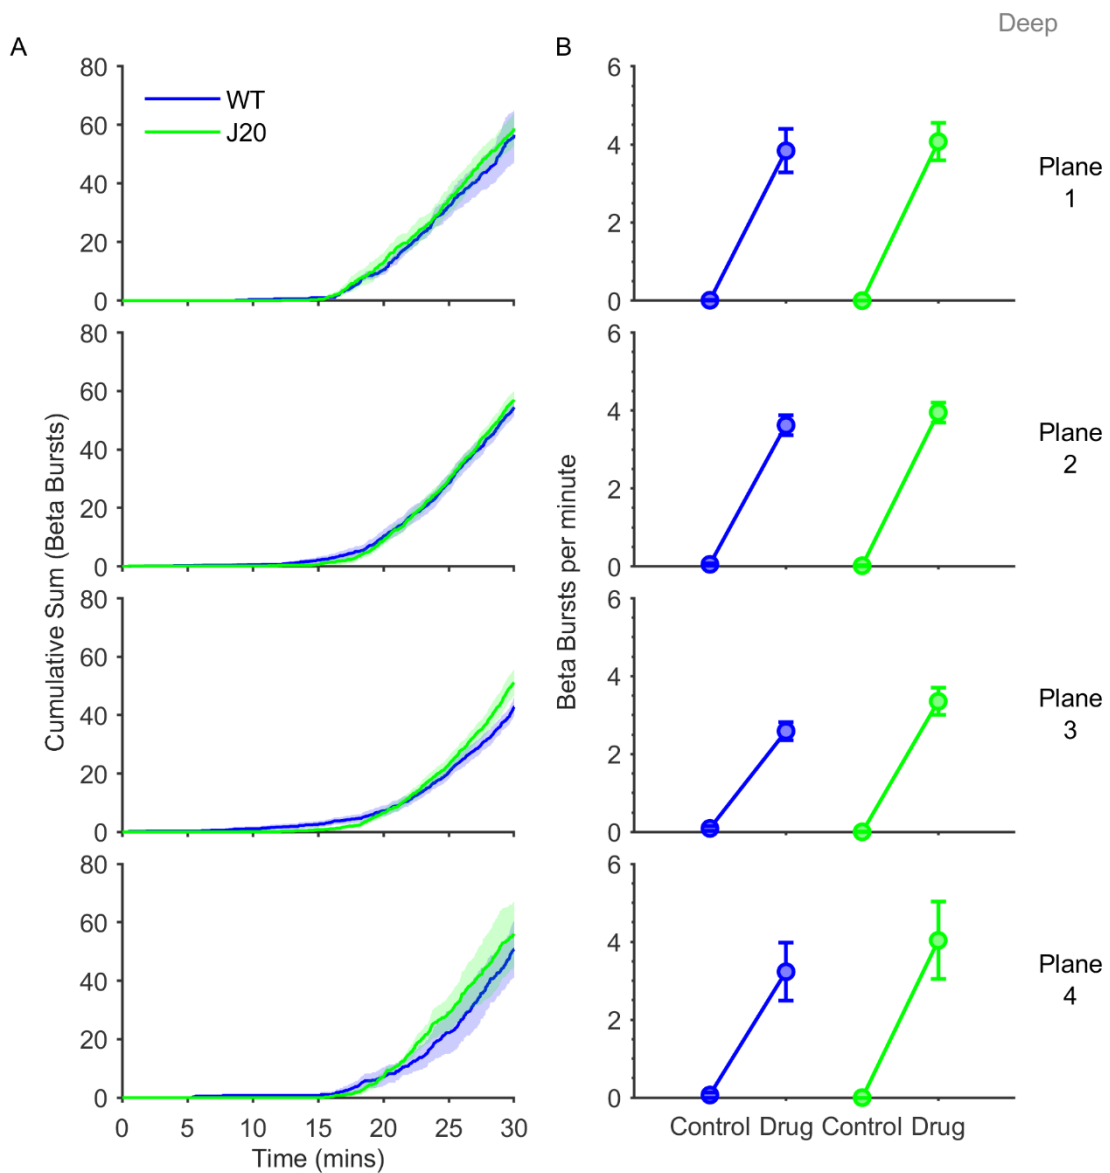 Deep
A
B
80
60
40
20
0
WT
J20
6
4
2
0
Plane
1
80
60
40
20
0
6
4
2
0
Plane
2
Cumulative Sum (Beta Bursts)
Beta Bursts per minute
80
60
40
20
0
6
4
2
0
Plane
3
80
60
40
20
0
0 5 10 15 20 25 30
Time (mins)
6
4
2
0
Control Drug Control Drug
Plane
4